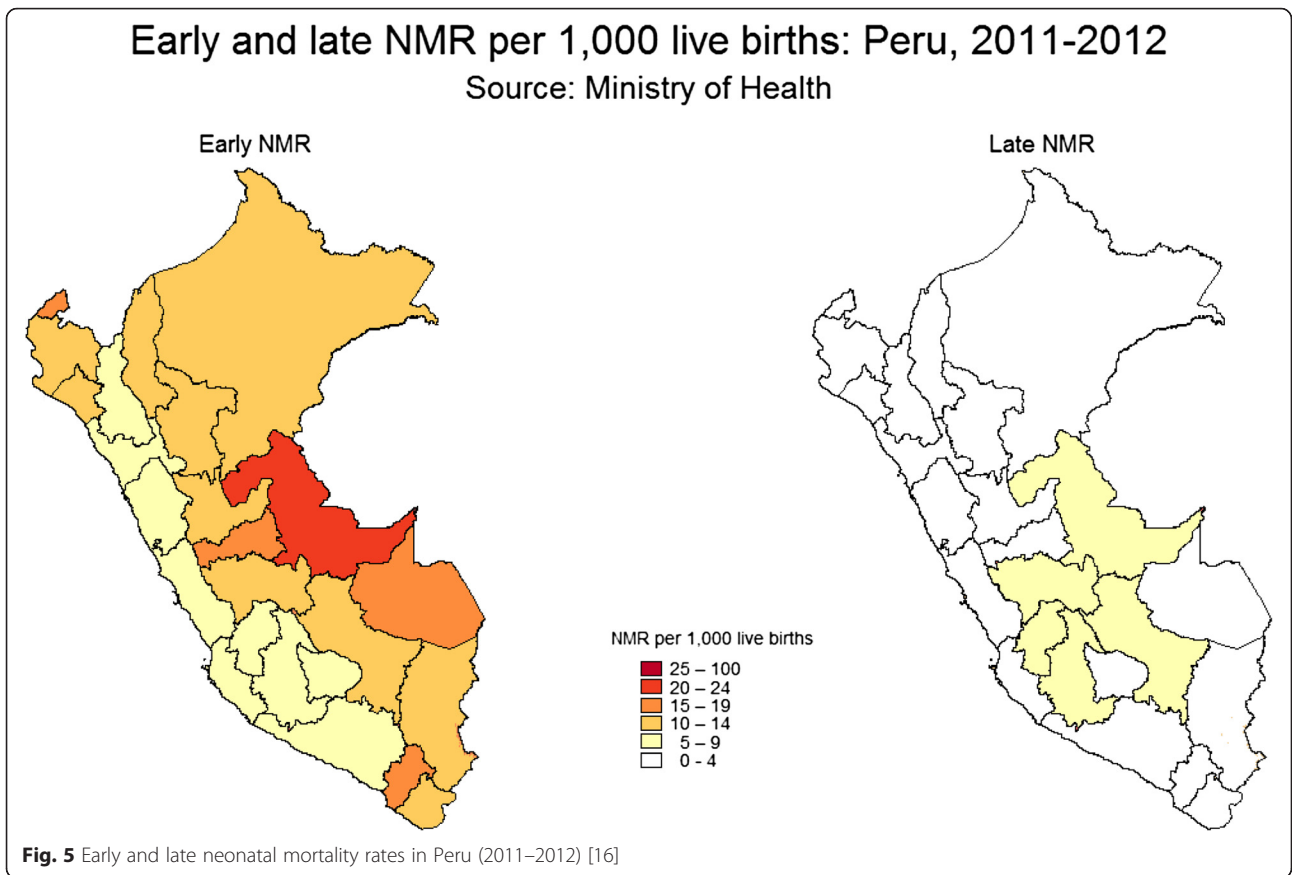 Early and late NMR per 1,000 live births: Peru, 2011-2012
Source: Ministry of Health
Early NMR
Late NMR
NMR per 1,000 live births
25 – 100
20 – 24
15 – 19
10 – 14
5 – 9
0 - 4
Fig. 5 Early and late neonatal mortality rates in Peru (2011–2012) [16]